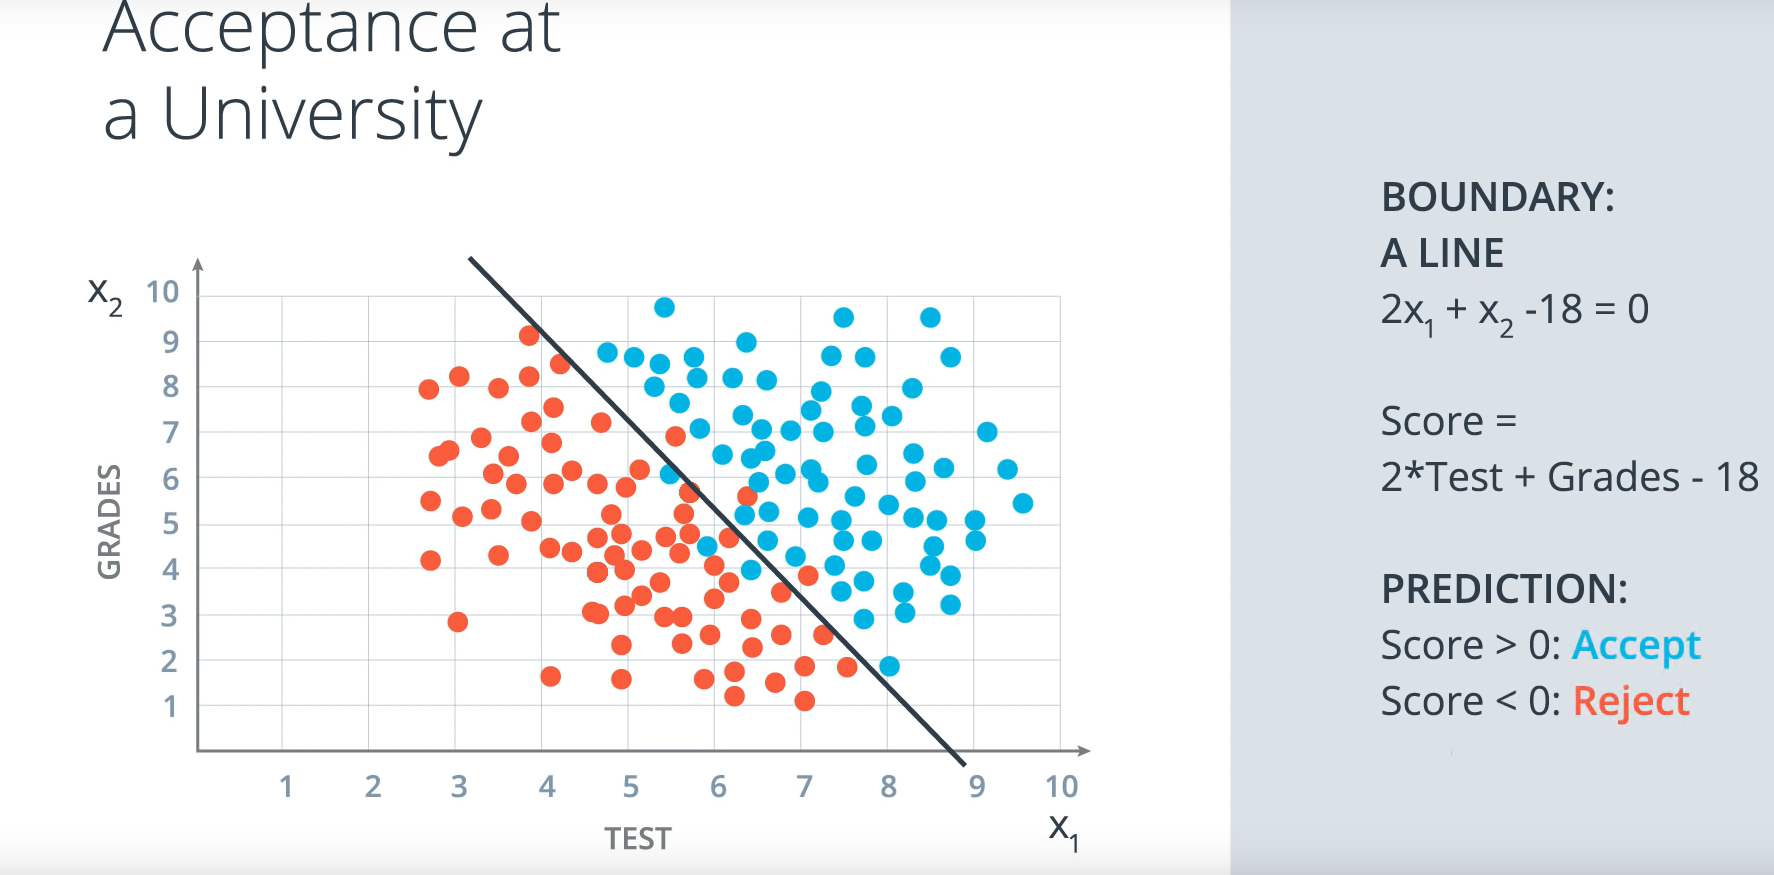 Acceptance at
a University
x₂
10
9
8
7
6
5
4
3
2
1
GRADES
1 2 3 4 5 6 7 8 9 10
TEST
x₁
BOUNDARY:
A LINE
2x₁ + x₂ -18 = 0
Score =
2*Test + Grades - 18
PREDICTION:
Score > 0: Accept
Score < 0: Reject